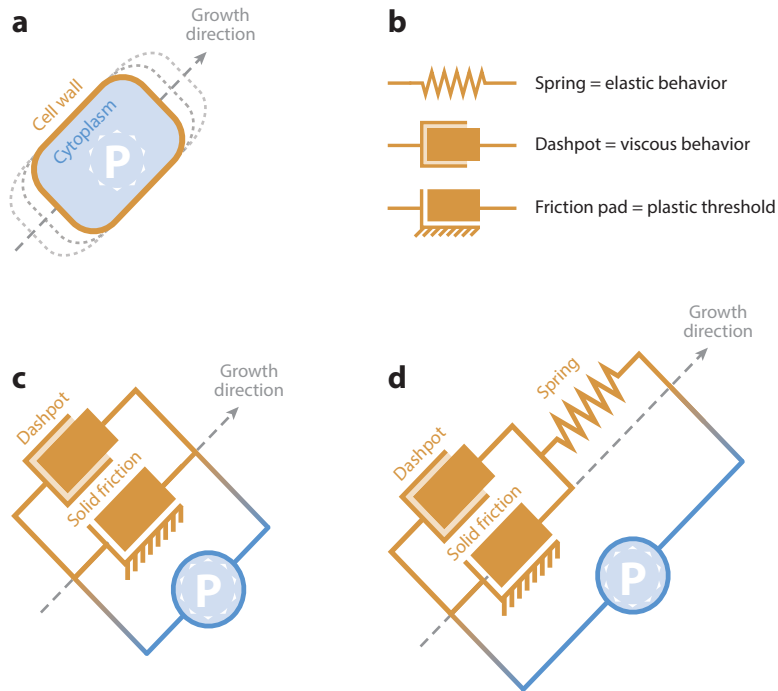 a
Growth
direction
Cell wall
Cytoplasm
P
b
Spring = elastic behavior
Dashpot = viscous behavior
Friction pad = plastic threshold
c
Growth
direction
Dashpot
Solid friction
P
d
Growth
direction
Spring
Dashpot
Solid friction
P